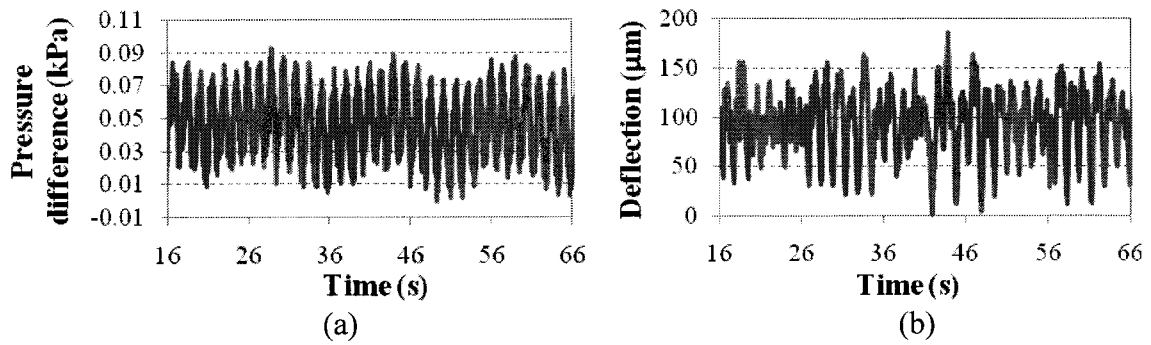 Pressure
difference (kPa)
0.11
0.09
0.07
0.05
0.03
0.01
-0.01
16 26 36 46 56 66
Time (s)
(a)
Deflection (µm)
200
150
100
50
0
16 26 36 46 56 66
Time (s)
(b)